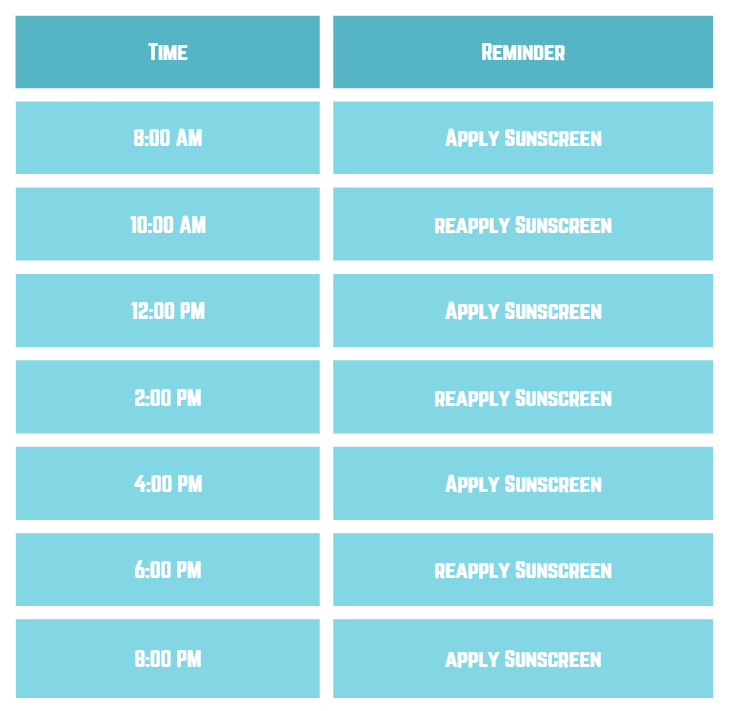 Time Reminder
8:00 AM Apply Sunscreen
10:00 AM reapply Sunscreen
12:00 PM Apply Sunscreen
2:00 PM reapply Sunscreen
4:00 PM Apply Sunscreen
6:00 PM reapply Sunscreen
8:00 PM apply Sunscreen